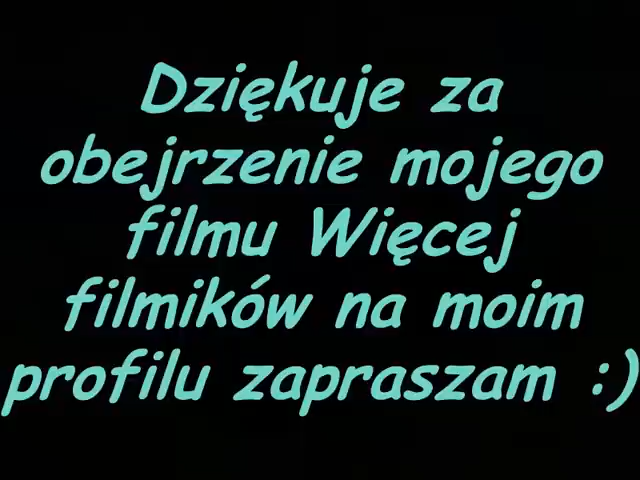 Dziękuje za
obejrzenie mojego
filmu Więcej
filmików na moim
profilu zapraszam :)